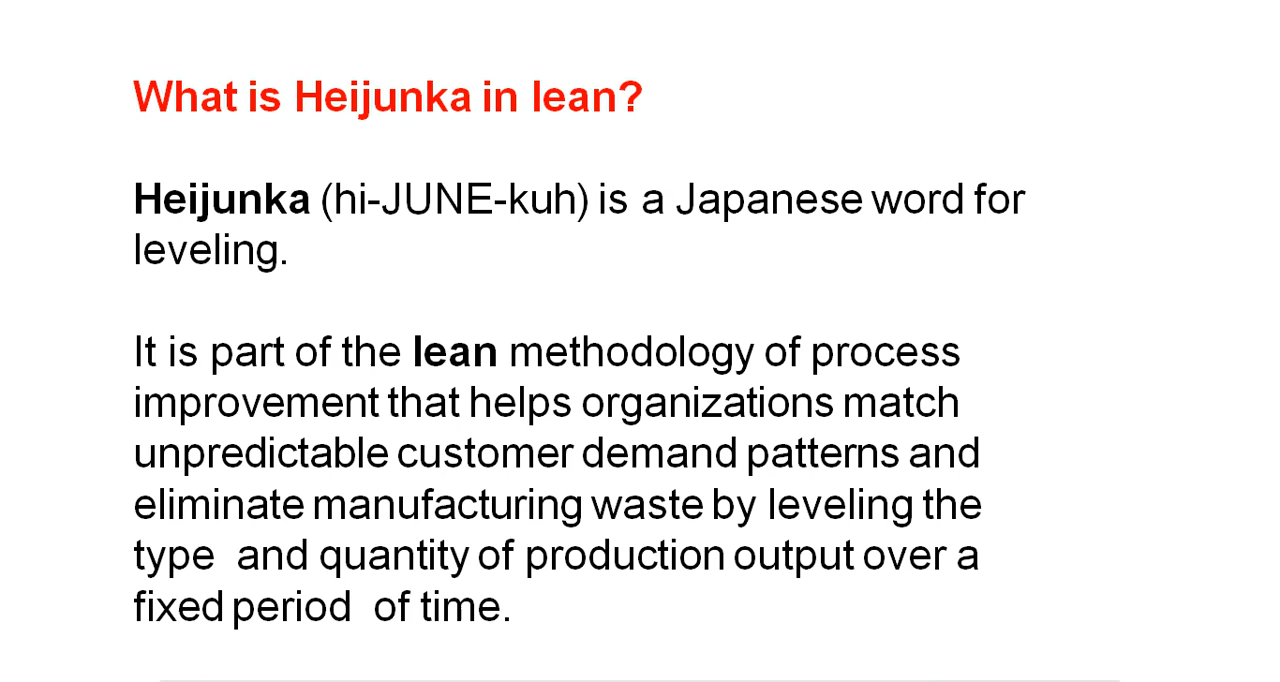 What is Heijunka in lean?
Heijunka (hi-JUNE-kuh) is a Japanese word for
leveling.
It is part of the lean methodology of process
improvement that helps organizations match
unpredictable customer demand patterns and
eliminate manufacturing waste by leveling the
type and quantity of production output over a
fixed period of time.